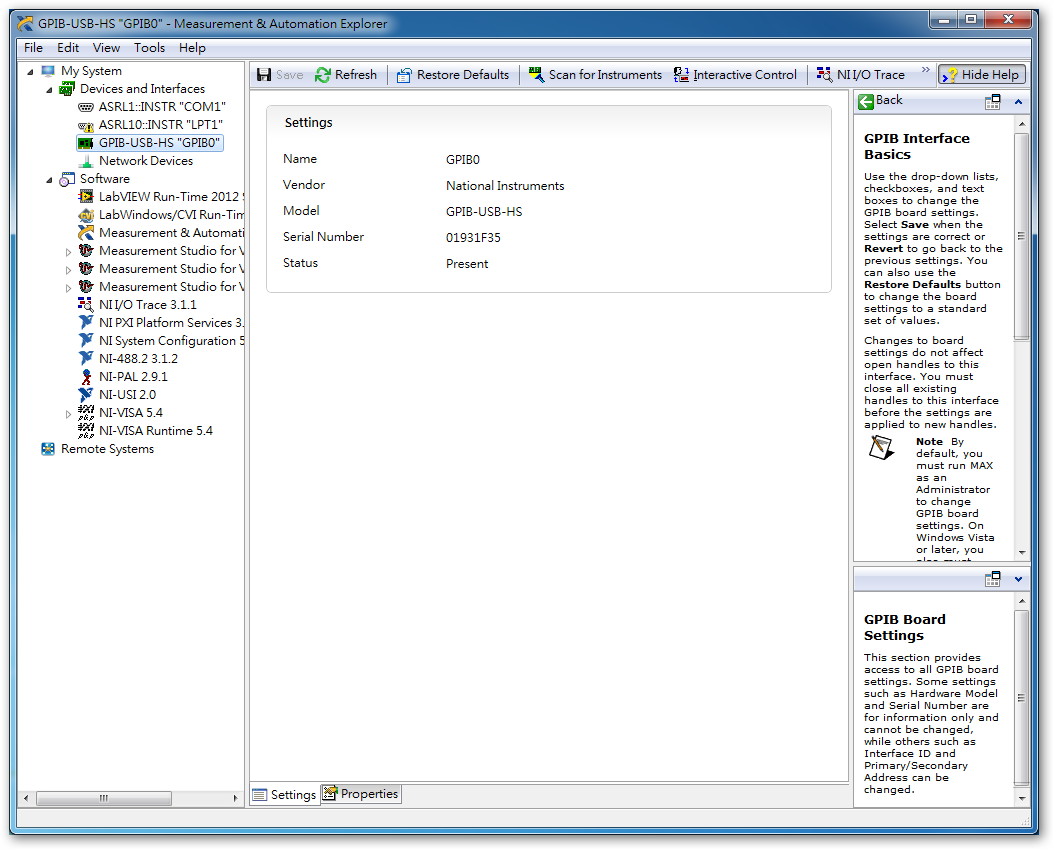 GPIB-USB-HS "GPIB0" - Measurement & Automation Explorer
File Edit View Tools Help
My System
Devices and Interfaces
ASRL1::INSTR "COM1"
ASRL10::INSTR "LPT1"
GPIB-USB-HS "GPIB0"
Network Devices
Software
LabVIEW Run-Time 2012
LabWindows/CVI Run-Tim
Measurement & Automati
Measurement Studio for V
Measurement Studio for V
Measurement Studio for V
NI I/O Trace 3.1.1
NI PXI Platform Services 3.
NI System Configuration 5
NI-488.2 3.1.2
NI-PAL 2.9.1
NI-USI 2.0
NI-VISA 5.4
NI-VISA Runtime 5.4
Remote Systems
Save Refresh Restore Defaults Scan for Instruments Interactive Control NI I/O Trace » Hide Help
Settings
Name GPIB0
Vendor National Instruments
Model GPIB-USB-HS
Serial Number 01931F35
Status Present
Settings Properties
Back
GPIB Interface
Basics
Use the drop-down lists,
checkboxes, and text
boxes to change the
GPIB board settings.
Select Save when the
settings are correct or
Revert to go back to the
previous settings. You
can also use the
Restore Defaults button
to change the board
settings to a standard
set of values.
Changes to board
settings do not affect
open handles to this
interface. You must
close all existing
handles to this interface
before the settings are
applied to new handles.
Note By
default, you
must run MAX
as an
Administrator
to change
GPIB board
settings. On
Windows Vista
or later, you
also must
GPIB Board
Settings
This section provides
access to all GPIB board
settings. Some settings
such as Hardware Model
and Serial Number are
for information only and
cannot be changed,
while others such as
Interface ID and
Primary/Secondary
Address can be
changed.